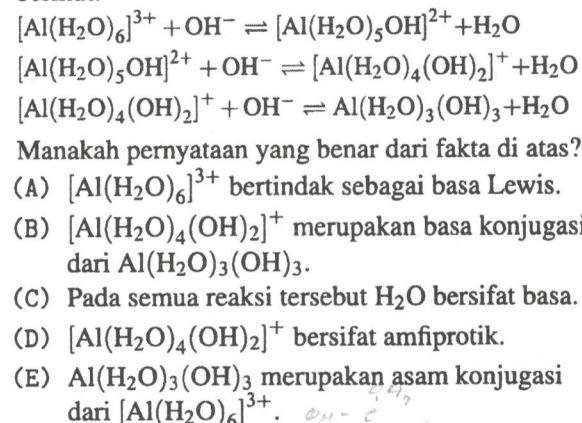 [Al(H₂O)₆]³⁺ + OH⁻ ⇌ [Al(H₂O)₅OH]²⁺+H₂O
[Al(H₂O)₅OH]²⁺ + OH⁻ ⇌ [Al(H₂O)₄(OH)₂]⁺+H₂O
[Al(H₂O)₄(OH)₂]⁺ + OH⁻ ⇌ Al(H₂O)₃(OH)₃+H₂O
Manakah pernyataan yang benar dari fakta di atas?
(A) [Al(H₂O)₆]³⁺ bertindak sebagai basa Lewis.
(B) [Al(H₂O)₄(OH)₂]⁺ merupakan basa konjugasi
dari Al(H₂O)₃(OH)₃.
(C) Pada semua reaksi tersebut H₂O bersifat basa.
(D) [Al(H₂O)₄(OH)₂]⁺ bersifat amfiprotik.
(E) Al(H₂O)₃(OH)₃ merupakan asam konjugasi
dari [Al(H₂O)₆]³⁺.